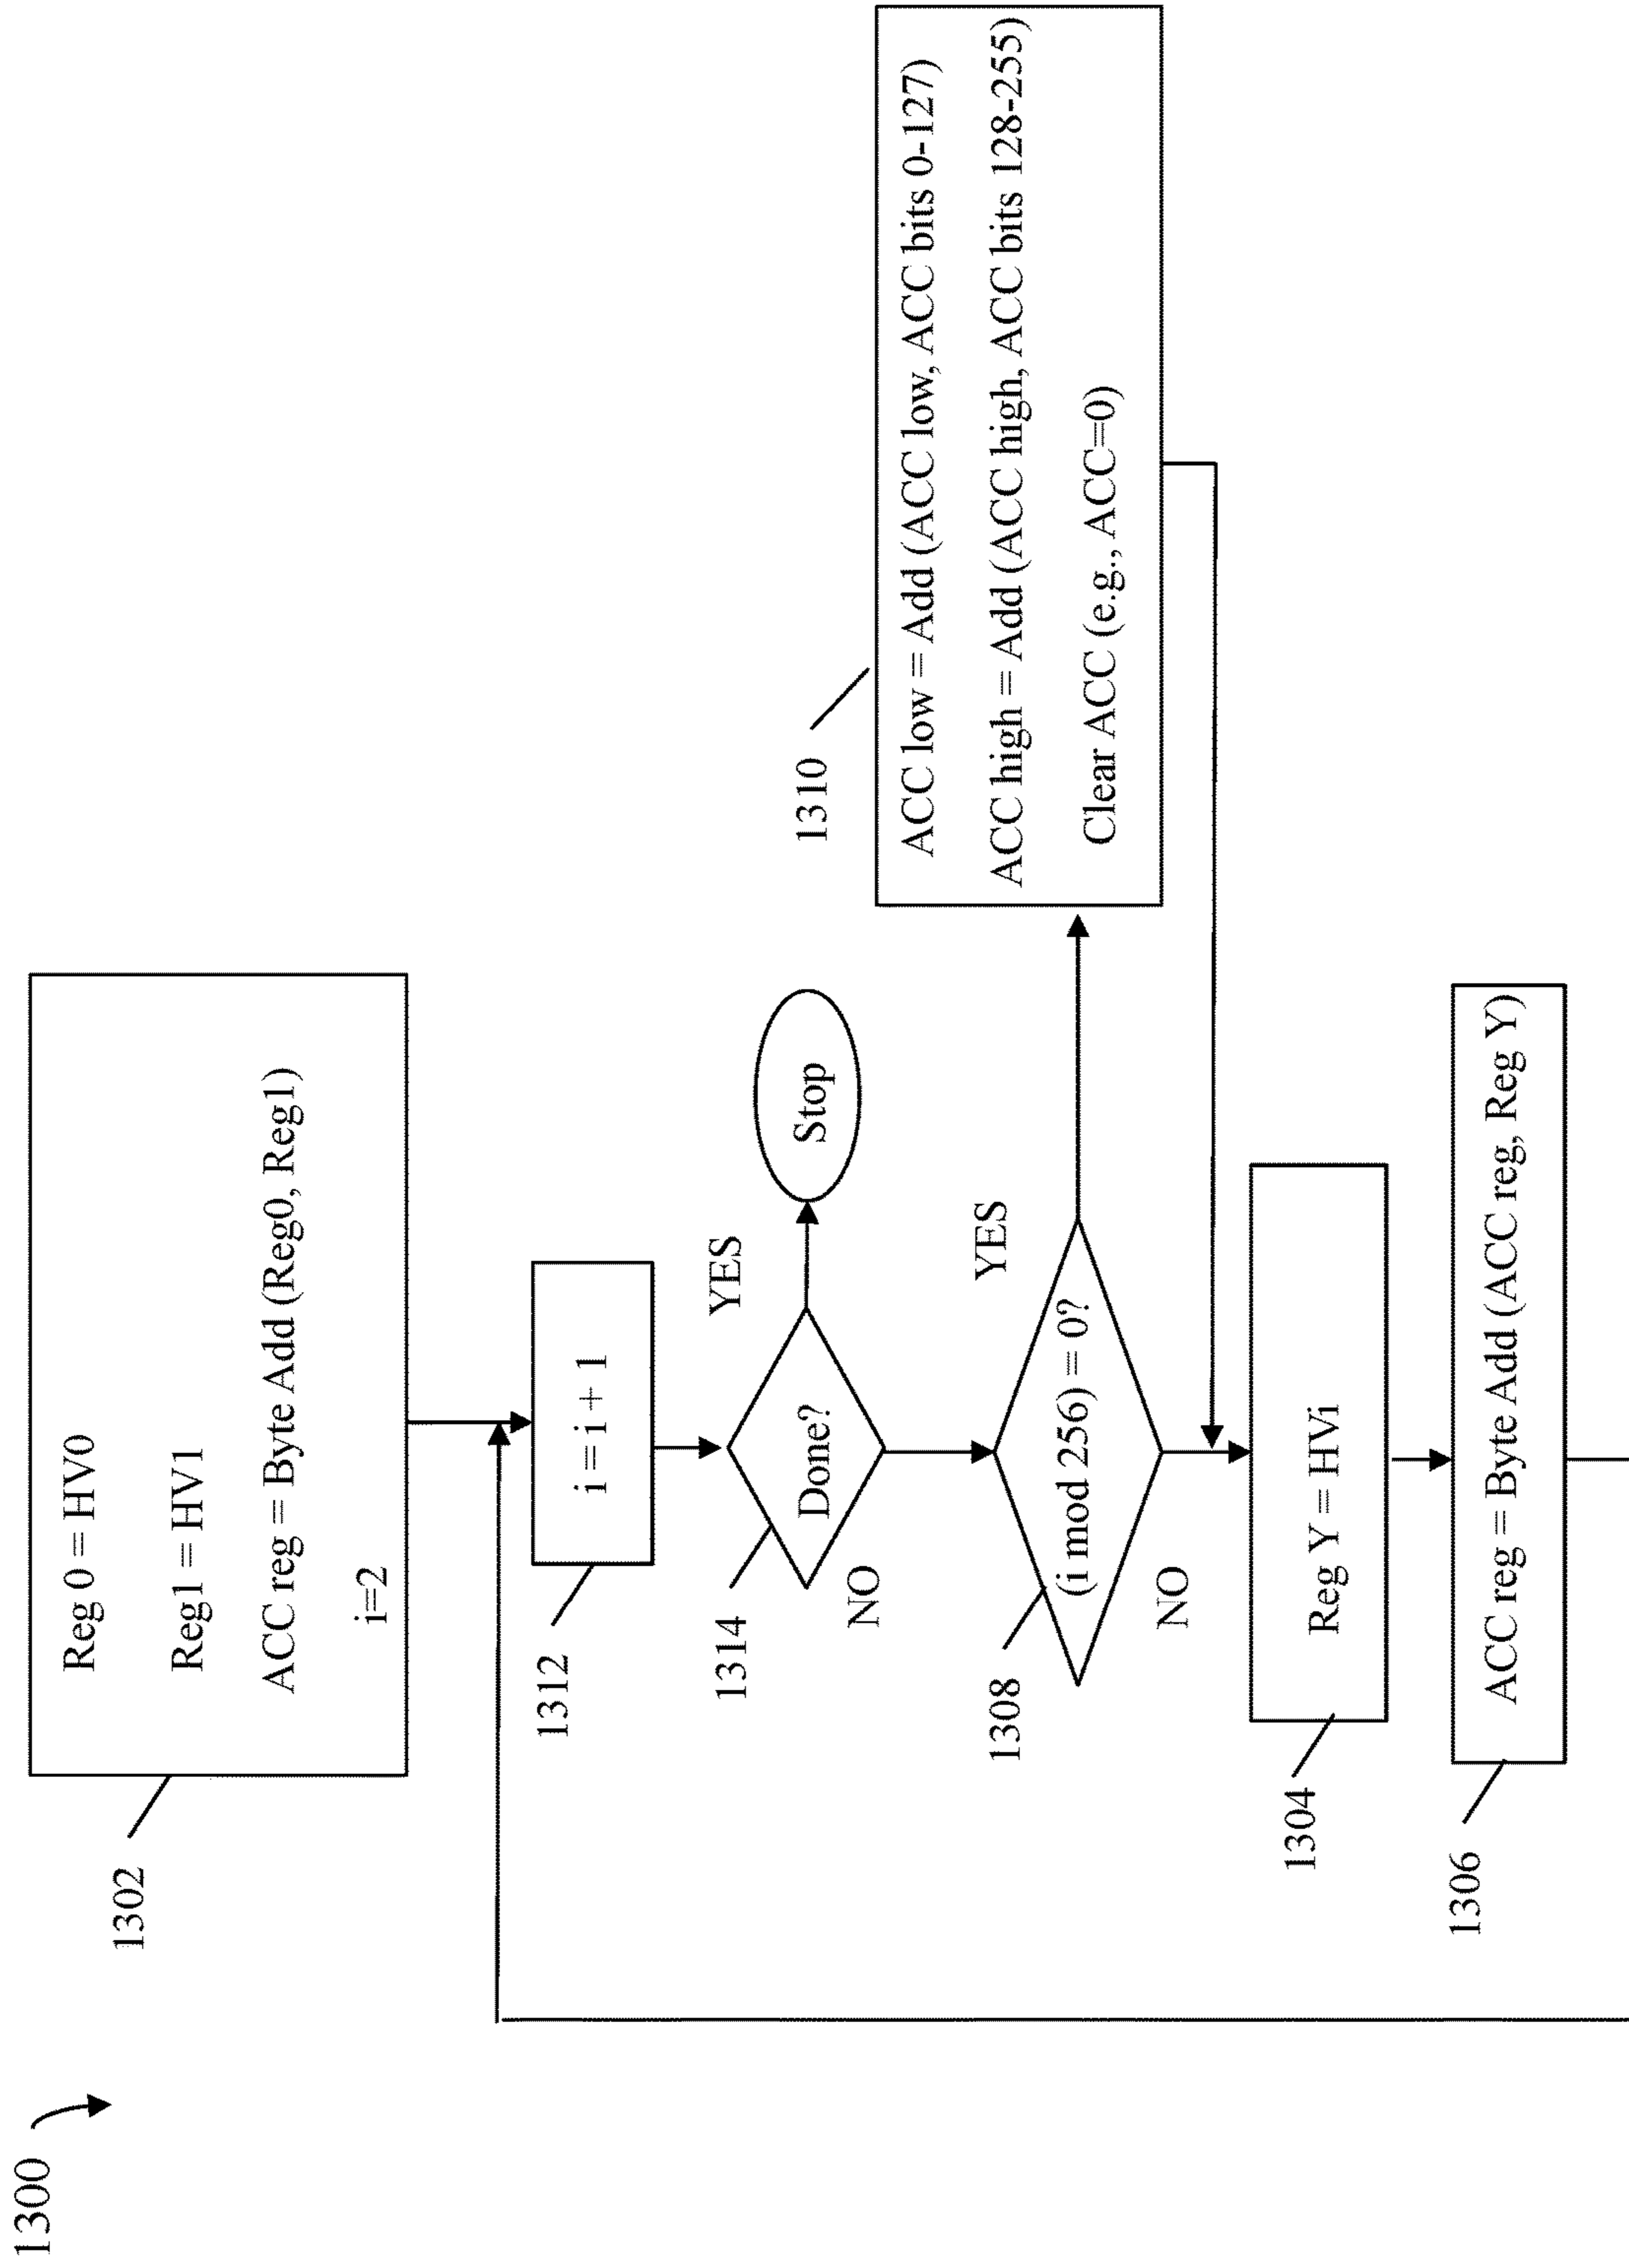 1300
1302
Reg 0 = HV0
Reg1 = HV1
ACC reg = Byte Add (Reg0, Reg1)
i=2
1312
i = i + 1
1314
Done?
YES
Stop
NO
1308
(i mod 256) = 0?
YES
NO
1310
ACC low = Add (ACC low, ACC bits 0-127)
ACC high = Add (ACC high, ACC bits 128-255)
Clear ACC (e.g., ACC=0)
1304
Reg Y = HVi
1306
ACC reg = Byte Add (ACC reg, Reg Y)